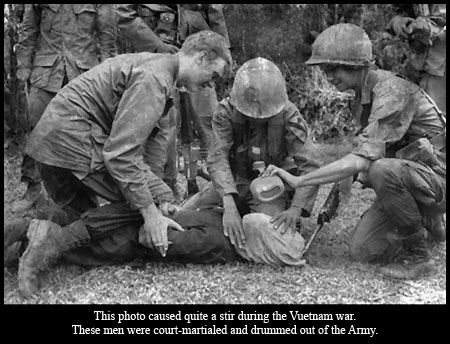 This photo caused quite a stir during the Vuetnam war.
These men were court-martialed and drummed out of the Army.